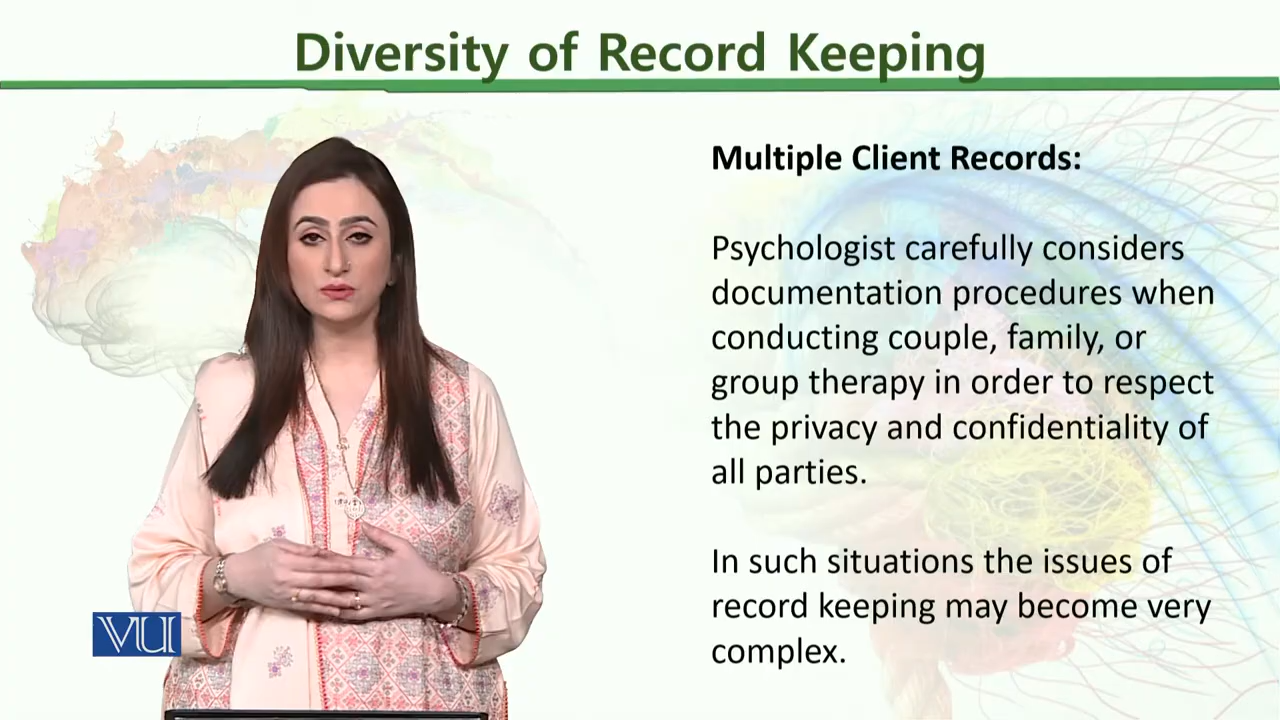 Diversity of Record Keeping
Multiple Client Records:
Psychologist carefully considers
documentation procedures when
conducting couple, family, or
group therapy in order to respect
the privacy and confidentiality of
all parties.
In such situations the issues of
record keeping may become very
complex.
VU